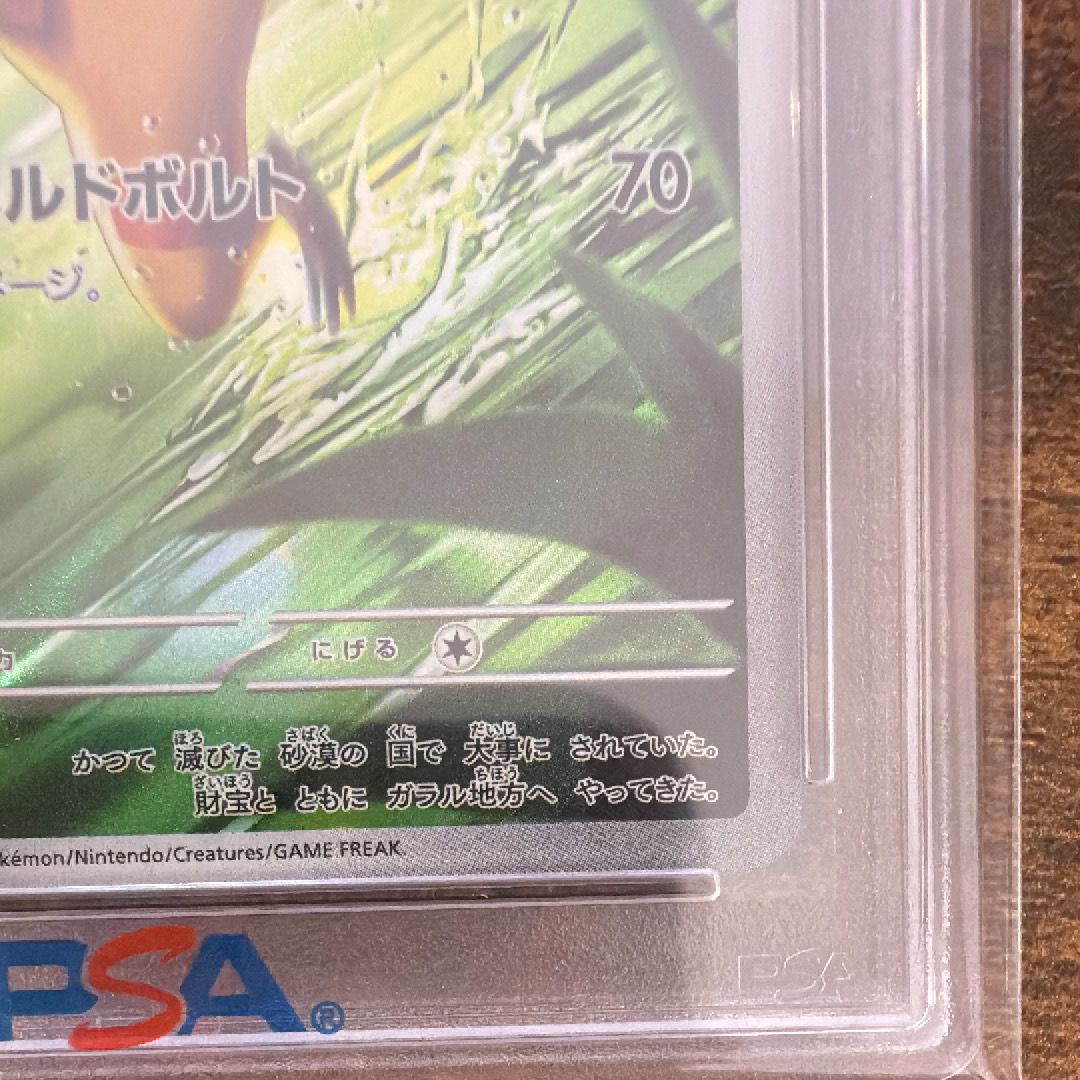 ルドボルト 70
ージ。
にげる
かつて 滅びた 砂漠の 国で 大事に されていた。
財宝と ともに ガラル地方へ やってきた。
kémon/Nintendo/Creatures/GAME FREAK
PSA®
PSA